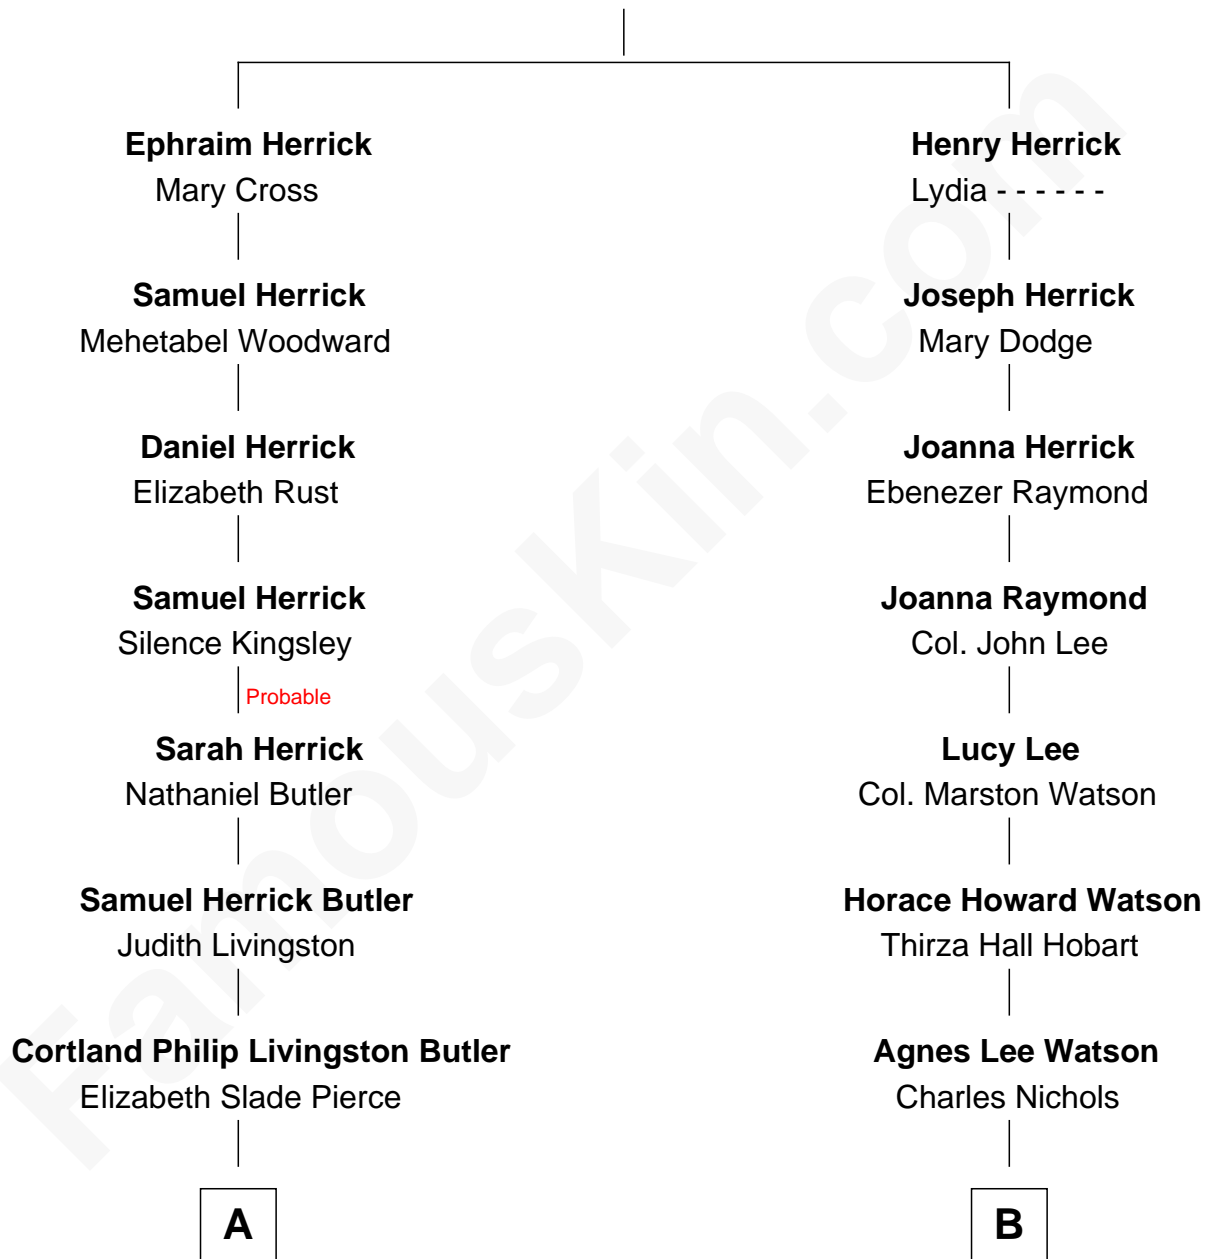 Ephraim Herrick
Mary Cross
Henry Herrick
Lydia - - - - - -
Samuel Herrick
Mehetabel Woodward
Joseph Herrick
Mary Dodge
Daniel Herrick
Elizabeth Rust
Joanna Herrick
Ebenezer Raymond
Samuel Herrick
Silence Kingsley
Joanna Raymond
Col. John Lee
Probable
Sarah Herrick
Nathaniel Butler
Lucy Lee
Col. Marston Watson
Samuel Herrick Butler
Judith Livingston
Horace Howard Watson
Thirza Hall Hobart
Cortland Philip Livingston Butler
Elizabeth Slade Pierce
Agnes Lee Watson
Charles Nichols
A
B
FamousKin.com